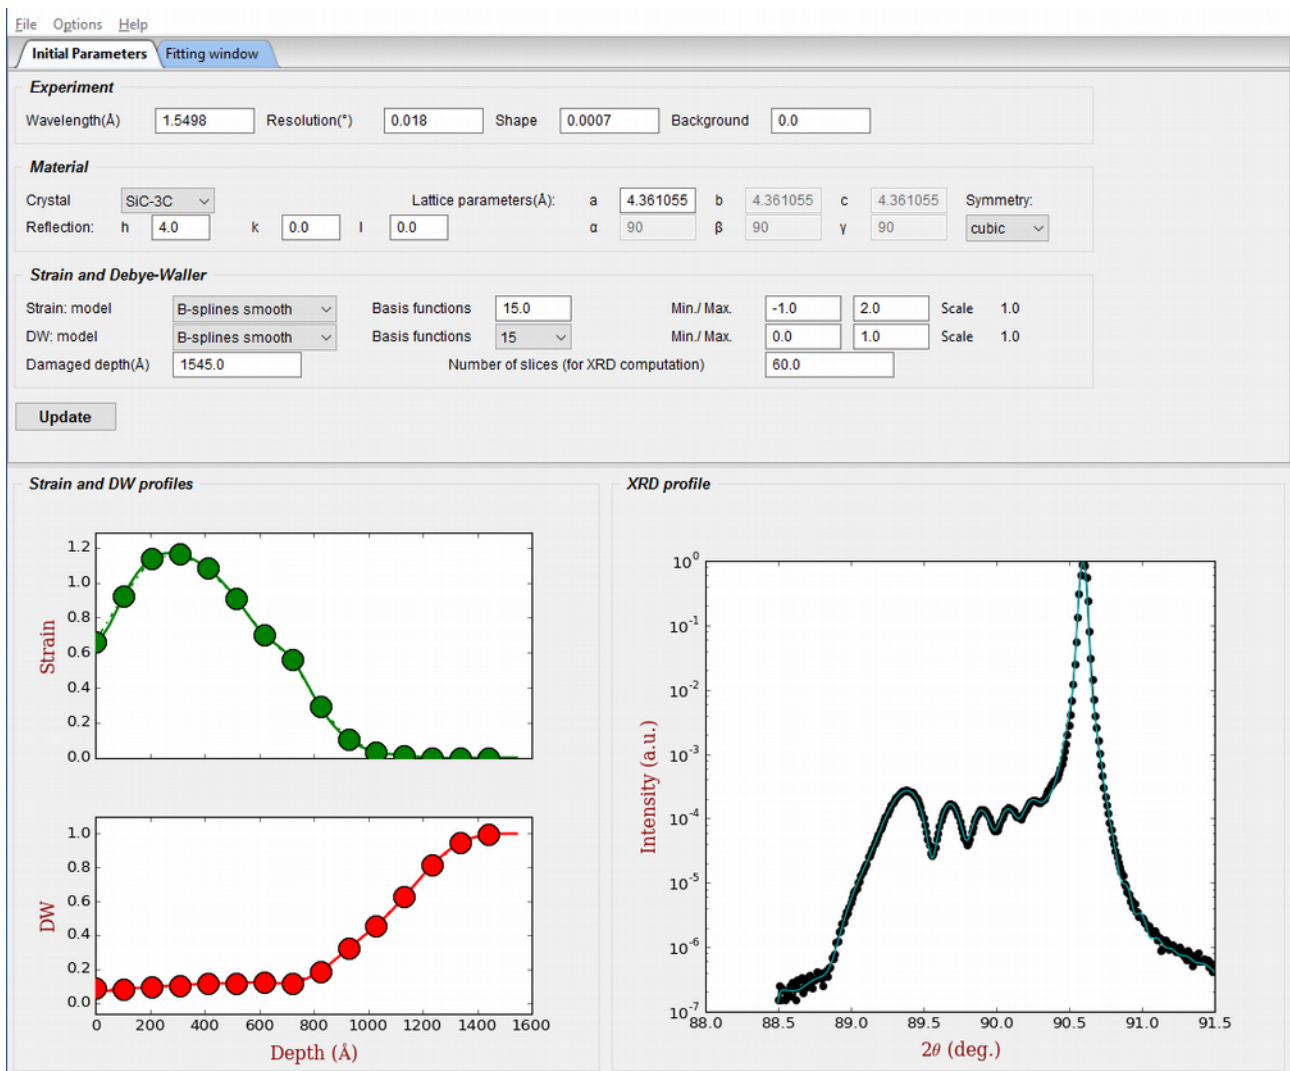 File Options Help
Initial Parameters Fitting window
Experiment
Wavelength(Å) 1.5498 Resolution(°) 0.018 Shape 0.0007 Background 0.0
Material
Crystal SiC-3C Lattice parameters(Å): a 4.361055 b 4.361055 c 4.361055 Symmetry:
Reflection: h 4.0 k 0.0 l 0.0 α 90 β 90 γ 90 cubic
Strain and Debye-Waller
Strain: model B-splines smooth Basis functions 15.0 Min./ Max. -1.0 2.0 Scale 1.0
DW: model B-splines smooth Basis functions 15 Min./ Max. 0.0 1.0 Scale 1.0
Damaged depth(Å) 1545.0 Number of slices (for XRD computation) 60.0
Update
Strain and DW profiles
1.2
1.0
0.8
0.6
0.4
0.2
0.0
Strain
1.0
0.8
0.6
0.4
0.2
0.0
DW
0 200 400 600 800 1000 1200 1400 1600
Depth (Å)
XRD profile
10⁰
10⁻¹
10⁻²
10⁻³
10⁻⁴
10⁻⁵
10⁻⁶
10⁻⁷
Intensity (a.u.)
88.0 88.5 89.0 89.5 90.0 90.5 91.0 91.5
2θ (deg.)